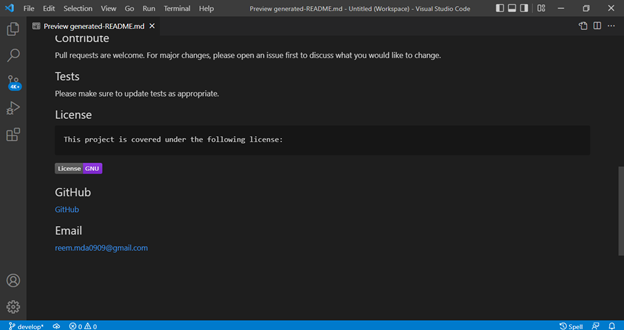 File Edit Selection View Go Run Terminal Help Preview generated-README.md - Untitled (Workspace) - Visual Studio Code
Preview generated-README.md
Contribute
Pull requests are welcome. For major changes, please open an issue first to discuss what you would like to change.
Tests
Please make sure to update tests as appropriate.
License
This project is covered under the following license:
License GNU
GitHub
GitHub
Email
reem.mda0909@gmail.com
4K+
develop* 0 0 Spell